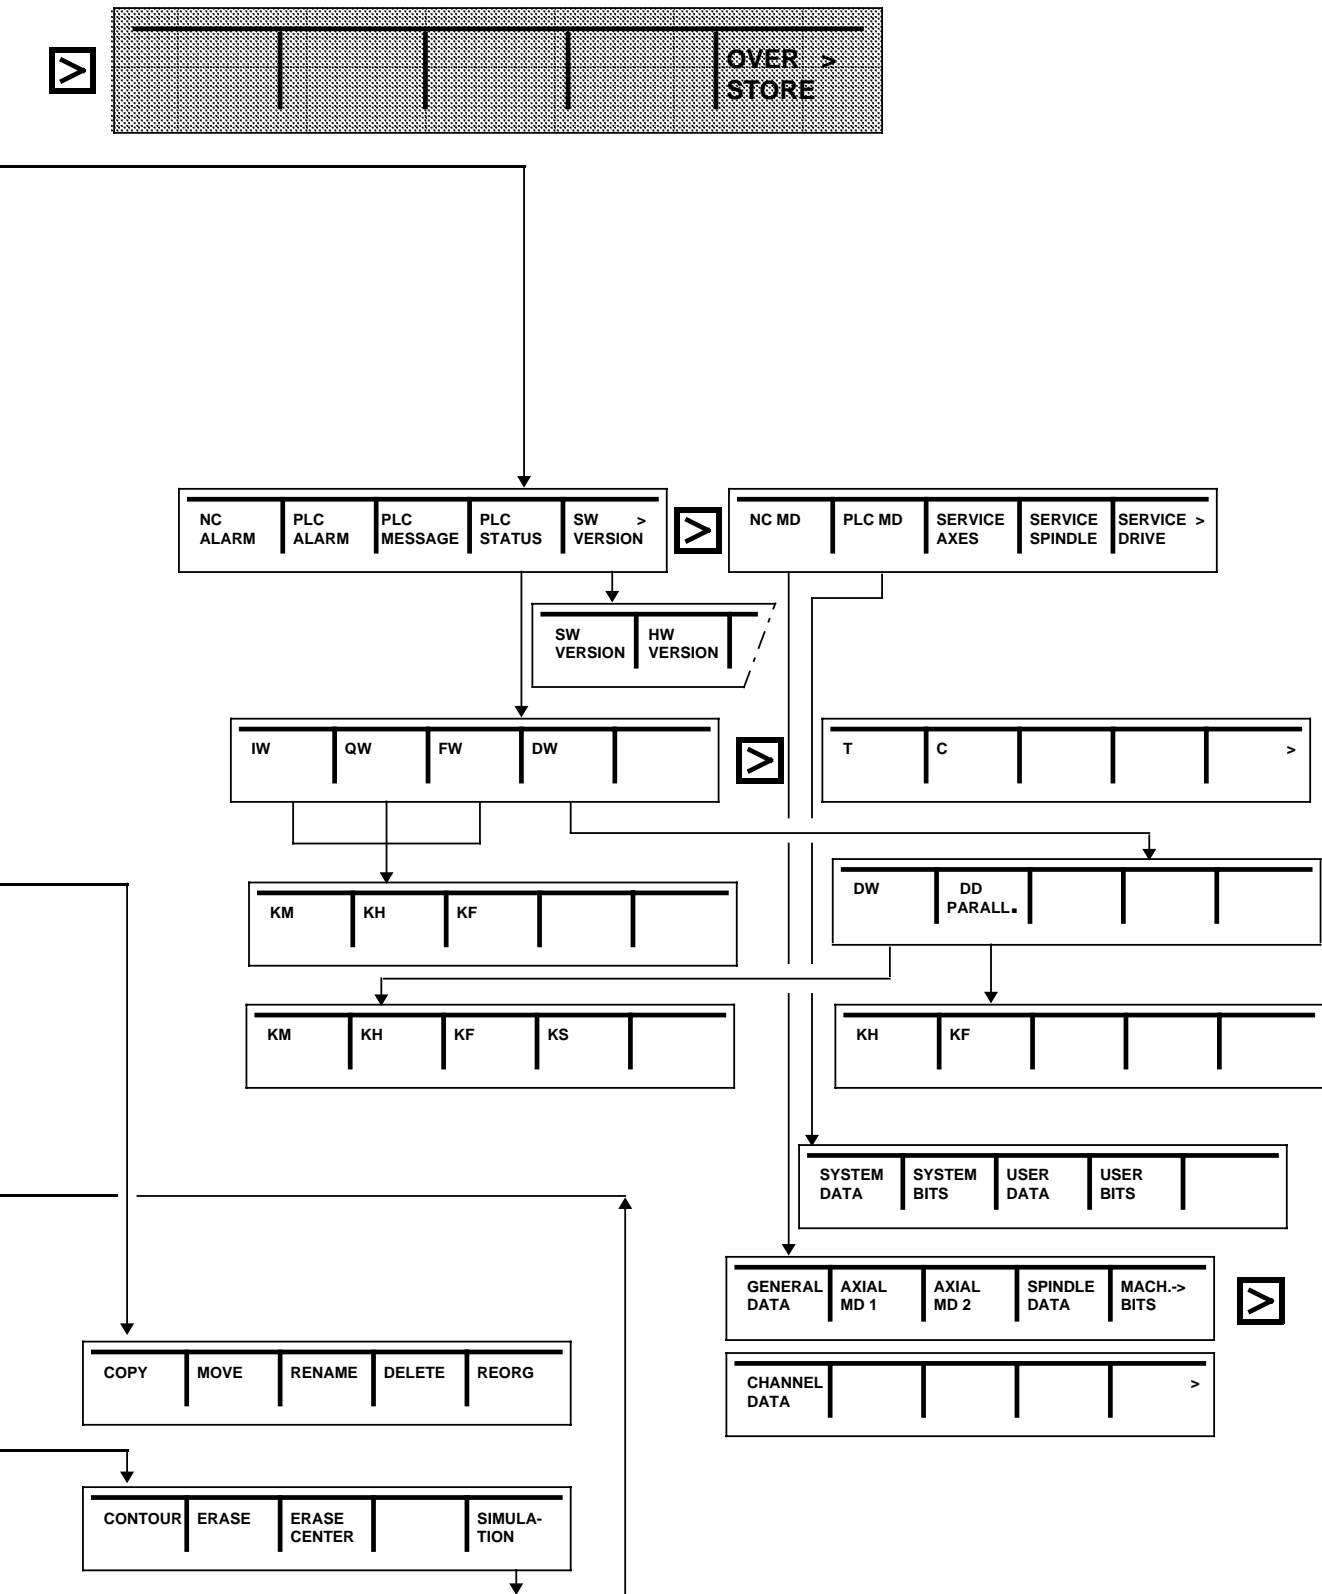 > OVER >
STORE
NC PLC PLC PLC SW > > NC MD PLC MD SERVICE SERVICE SERVICE >
ALARM ALARM MESSAGE STATUS VERSION AXES SPINDLE DRIVE
SW HW
VERSION VERSION
IW QW FW DW > T C >
DW DD
PARALL.
KM KH KF
KM KH KF KS KH KF
SYSTEM SYSTEM USER USER
DATA BITS DATA BITS
GENERAL AXIAL AXIAL SPINDLE MACH.-> >
DATA MD 1 MD 2 DATA BITS
COPY MOVE RENAME DELETE REORG
CHANNEL >
DATA
CONTOUR ERASE ERASE SIMULA-
CENTER TION